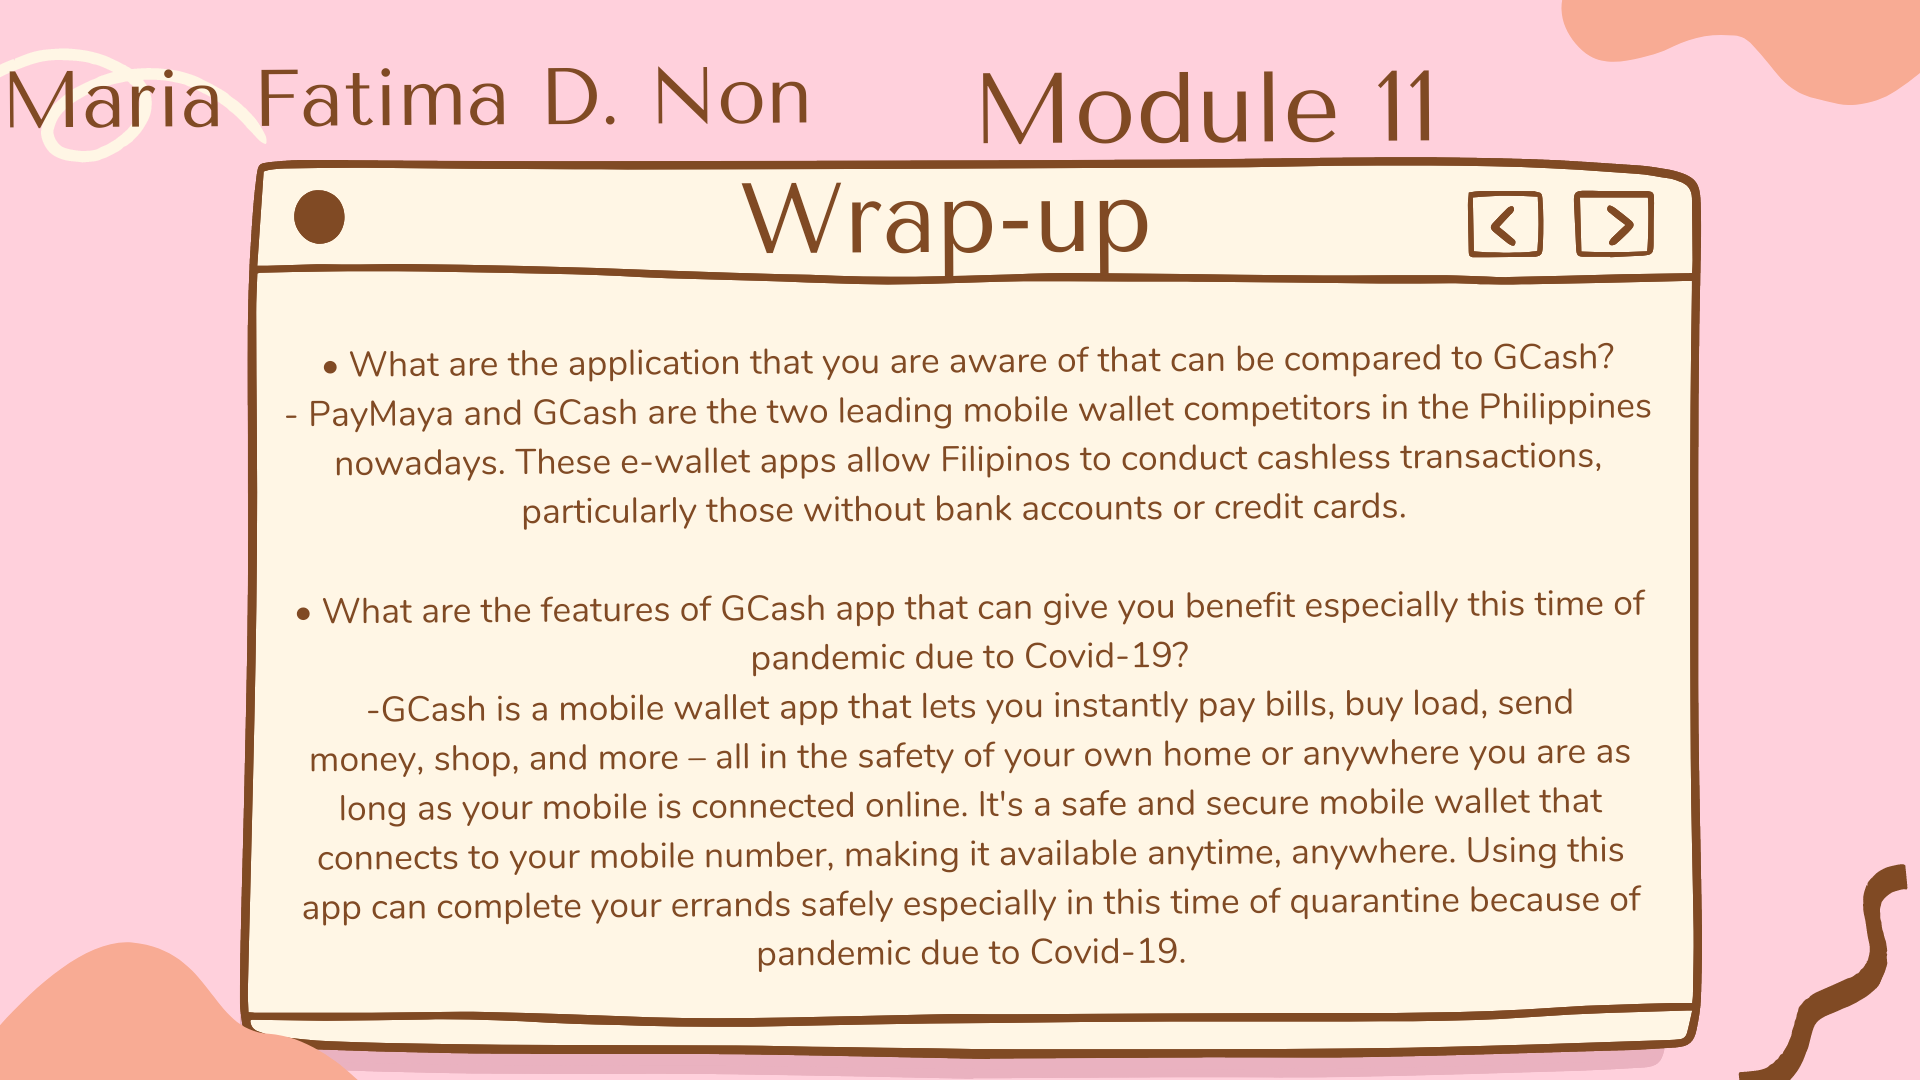 Maria Fatima D. Non
Module 11
Wrap-up
• What are the application that you are aware of that can be compared to GCash?
- PayMaya and GCash are the two leading mobile wallet competitors in the Philippines
nowadays. These e-wallet apps allow Filipinos to conduct cashless transactions,
particularly those without bank accounts or credit cards.
• What are the features of GCash app that can give you benefit especially this time of
pandemic due to Covid-19?
-GCash is a mobile wallet app that lets you instantly pay bills, buy load, send
money, shop, and more – all in the safety of your own home or anywhere you are as
long as your mobile is connected online. It's a safe and secure mobile wallet that
connects to your mobile number, making it available anytime, anywhere. Using this
app can complete your errands safely especially in this time of quarantine because of
pandemic due to Covid-19.